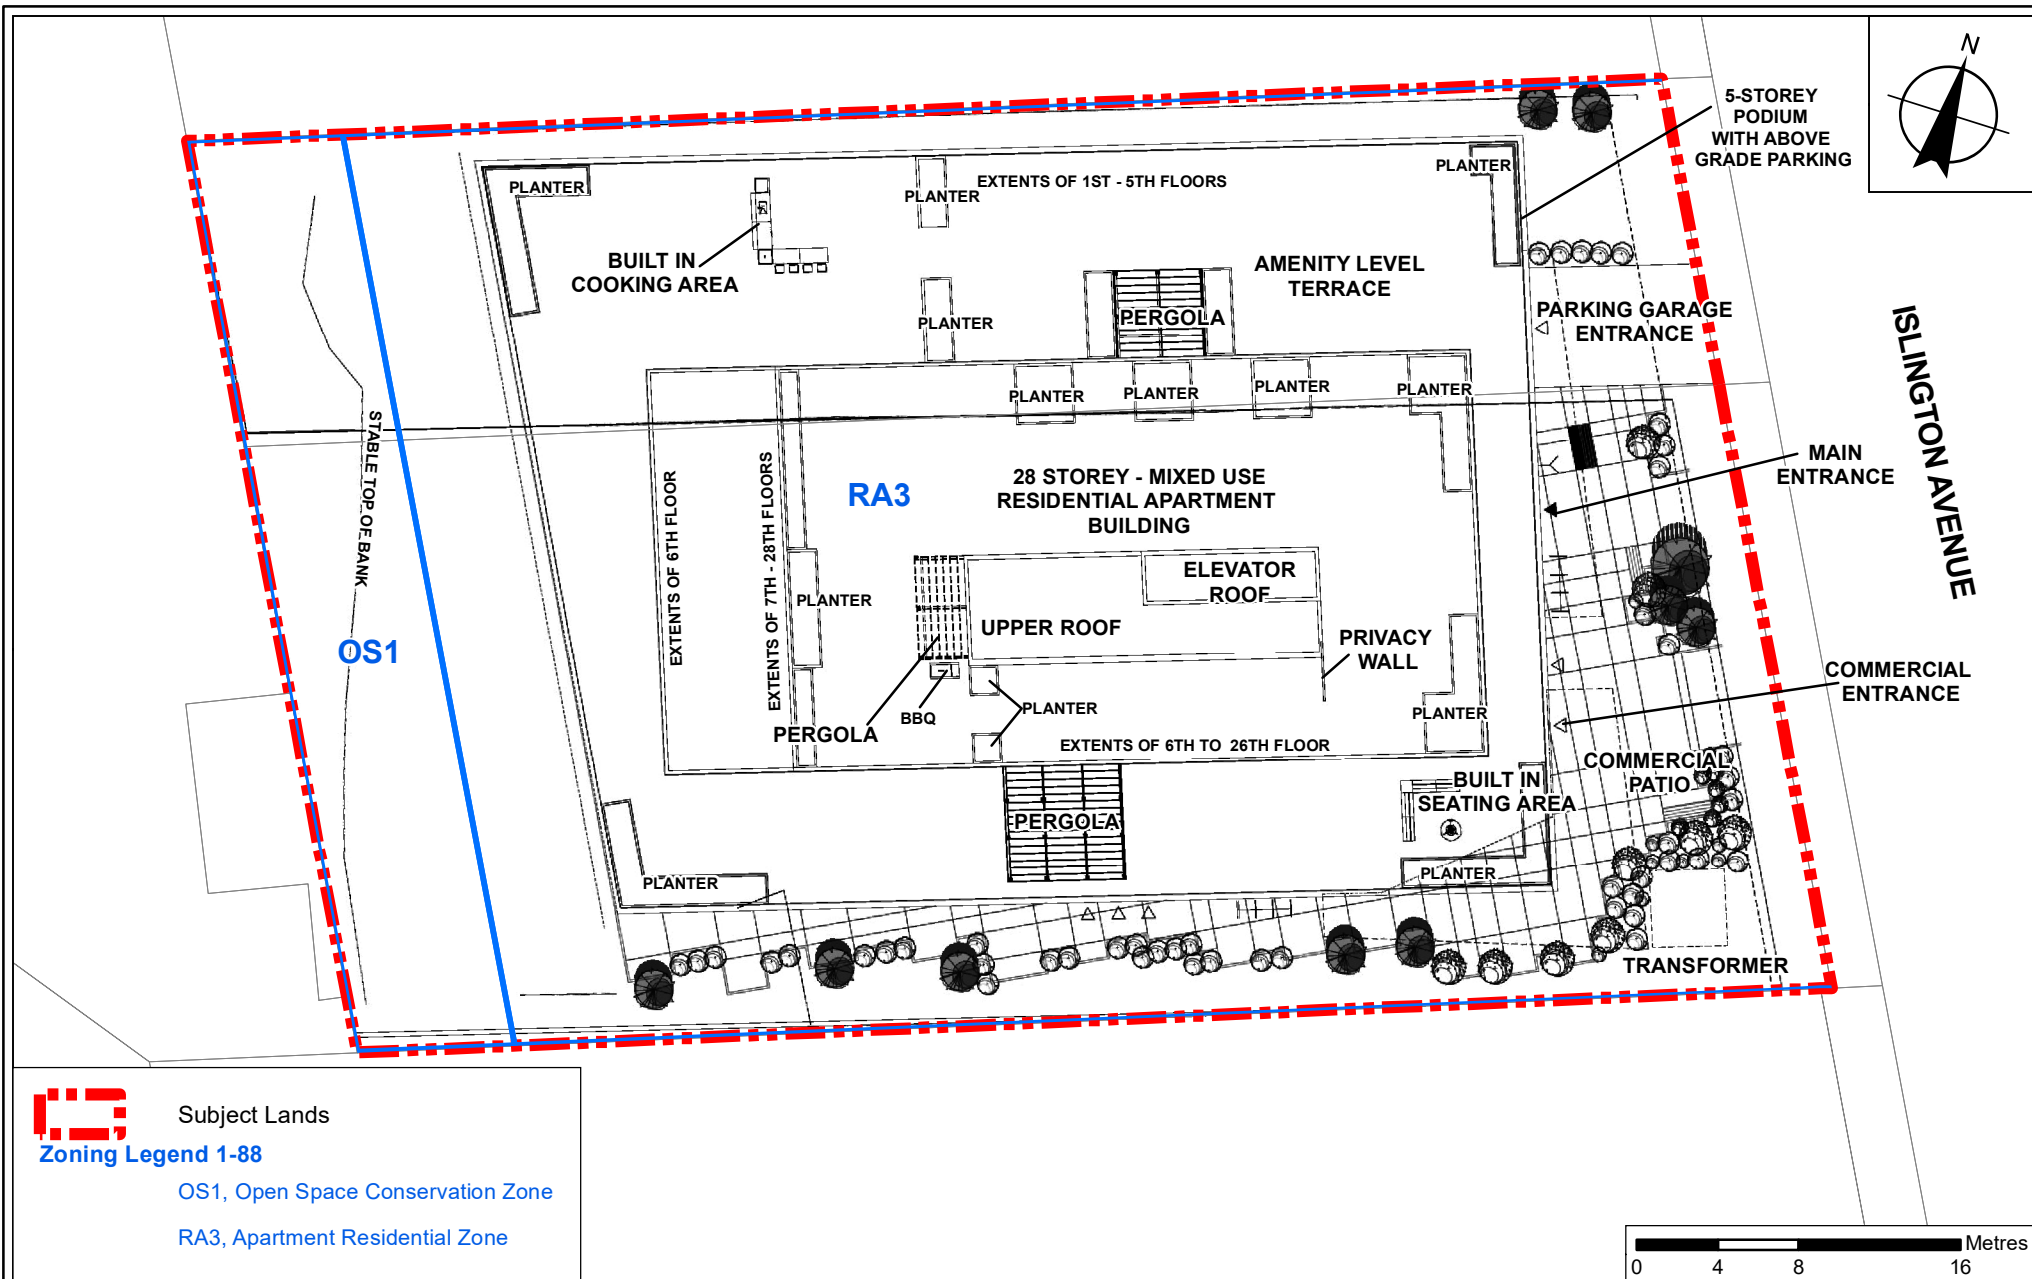 N
5-STOREY
PODIUM
WITH ABOVE
GRADE PARKING
PLANTER
PLANTER
EXTENTS OF 1ST - 5TH FLOORS
PLANTER
BUILT IN
COOKING AREA
AMENITY LEVEL
TERRACE
PLANTER
PERGOLA
PARKING GARAGE
ENTRANCE
ISLINGTON AVENUE
PLANTER
PLANTER
PLANTER
PLANTER
STABLE TOP OF BANK
EXTENTS OF 6TH FLOOR
EXTENTS OF 7TH - 28TH FLOORS
RA3
28 STOREY - MIXED USE
RESIDENTIAL APARTMENT
BUILDING
MAIN
ENTRANCE
ELEVATOR
ROOF
PLANTER
UPPER ROOF
OS1
PRIVACY
WALL
COMMERCIAL
ENTRANCE
PERGOLA
BBQ
PLANTER
PLANTER
EXTENTS OF 6TH TO 26TH FLOOR
COMMERCIAL
PATIO
BUILT IN
SEATING AREA
PERGOLA
PLANTER
PLANTER
TRANSFORMER
Subject Lands
Zoning Legend 1-88
OS1, Open Space Conservation Zone
RA3, Apartment Residential Zone
Metres
0 4 8 16